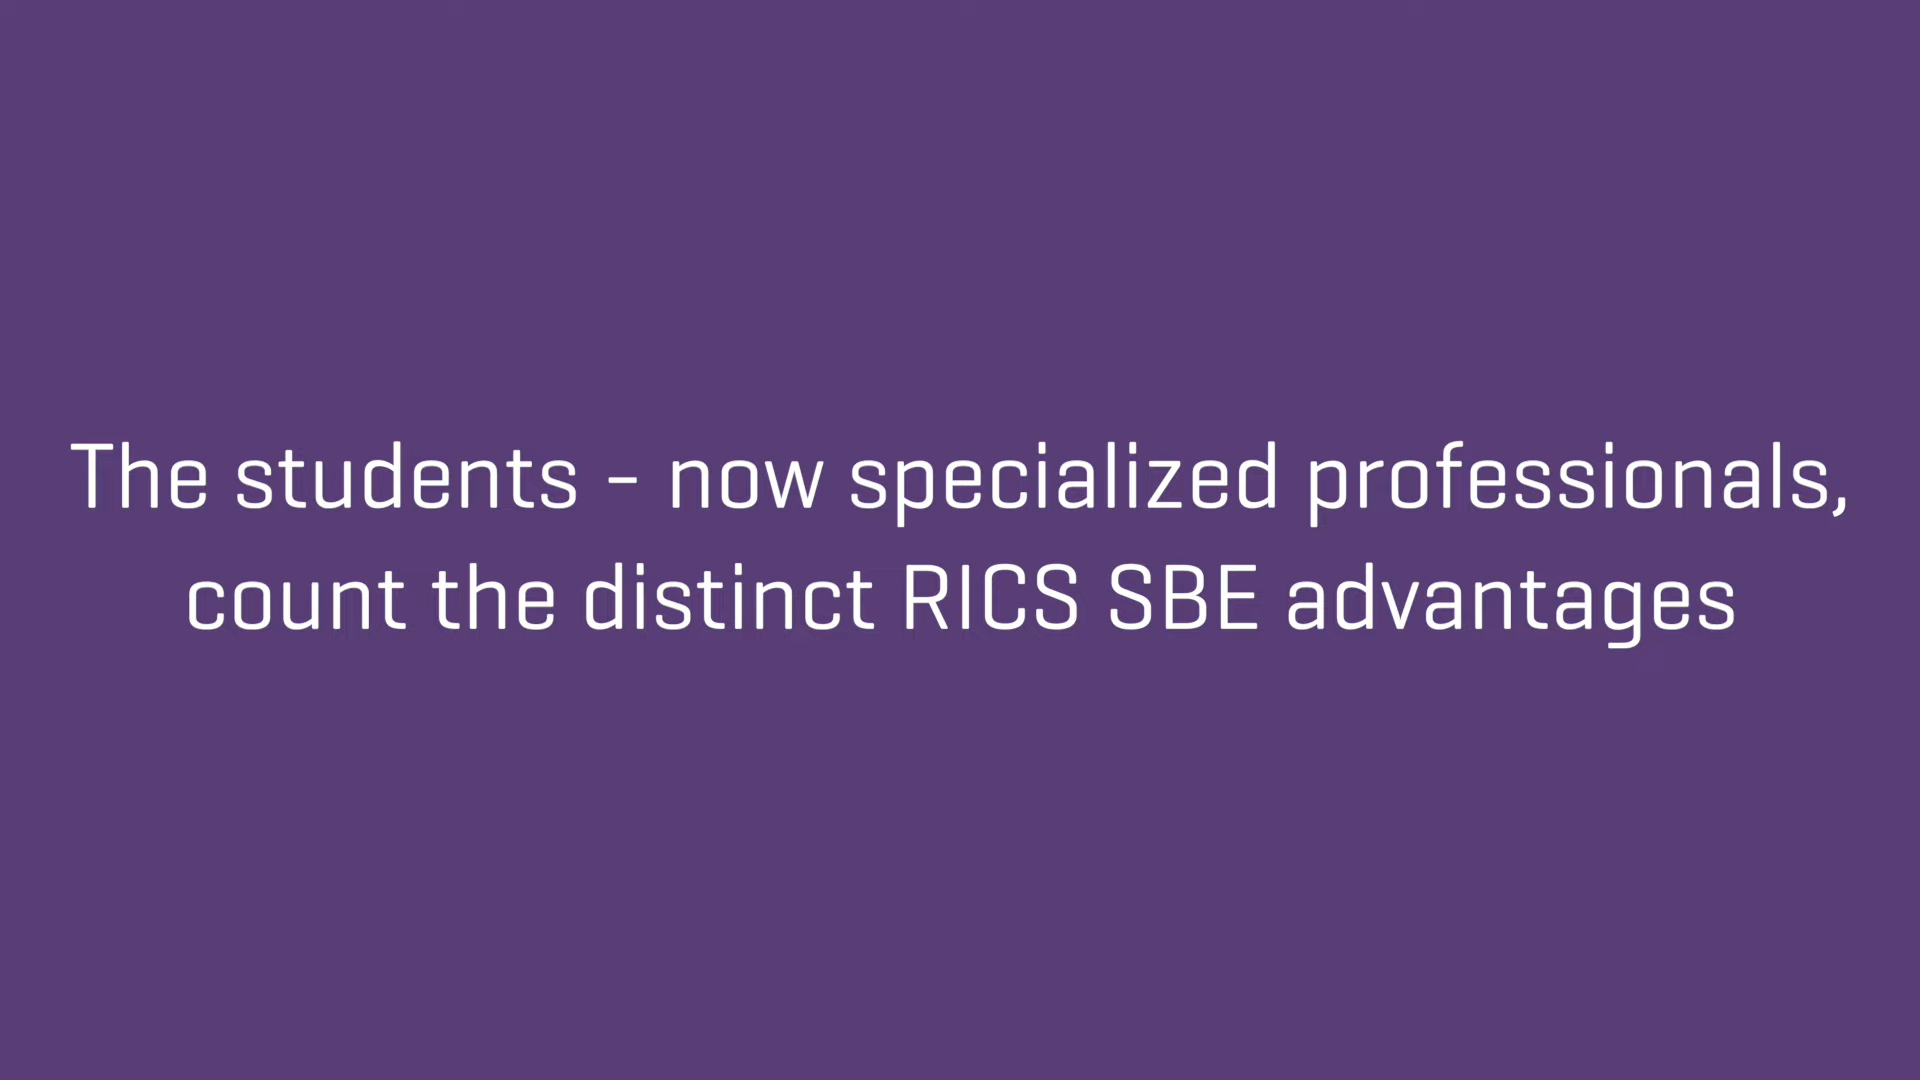 The students - now specialized professionals,
count the distinct RICS SBE advantages